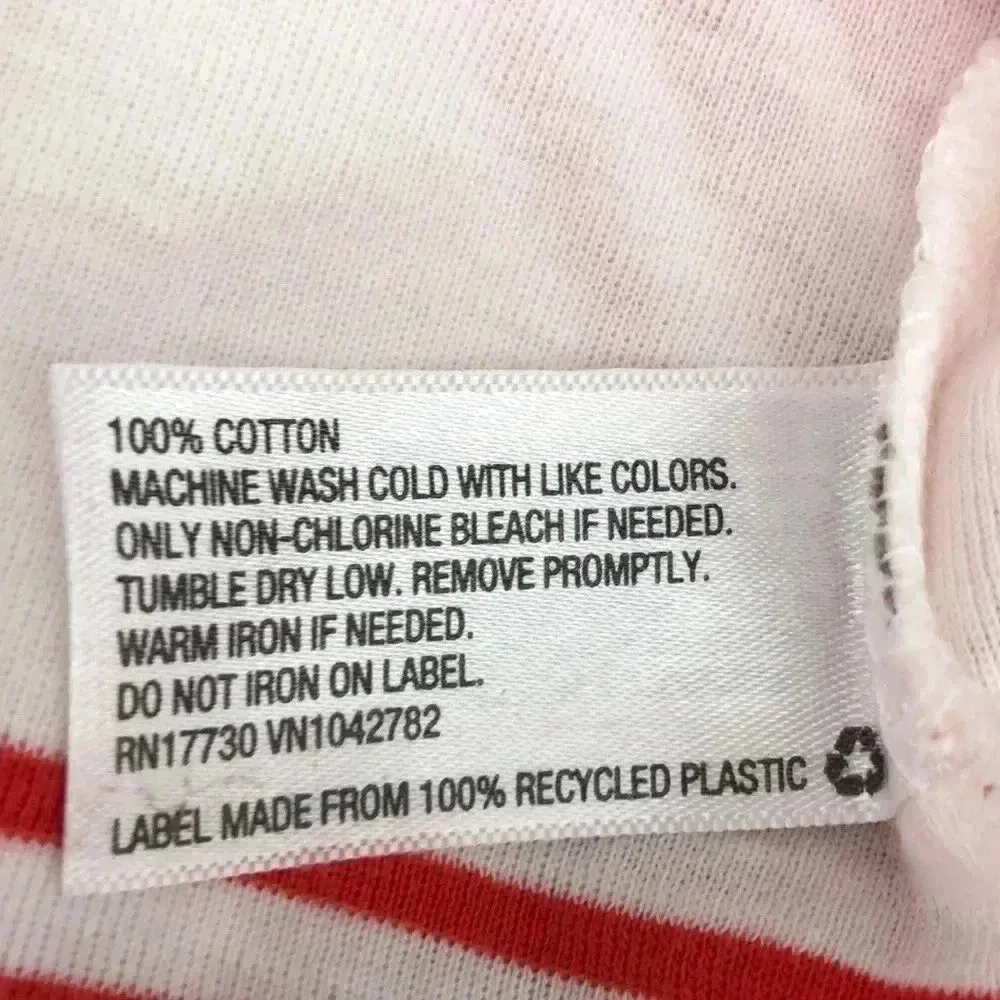 100% COTTON
MACHINE WASH COLD WITH LIKE COLORS.
ONLY NON-CHLORINE BLEACH IF NEEDED.
TUMBLE DRY LOW. REMOVE PROMPTLY.
WARM IRON IF NEEDED.
DO NOT IRON ON LABEL.
RN17730 VN1042782
LABEL MADE FROM 100% RECYCLED PLASTIC